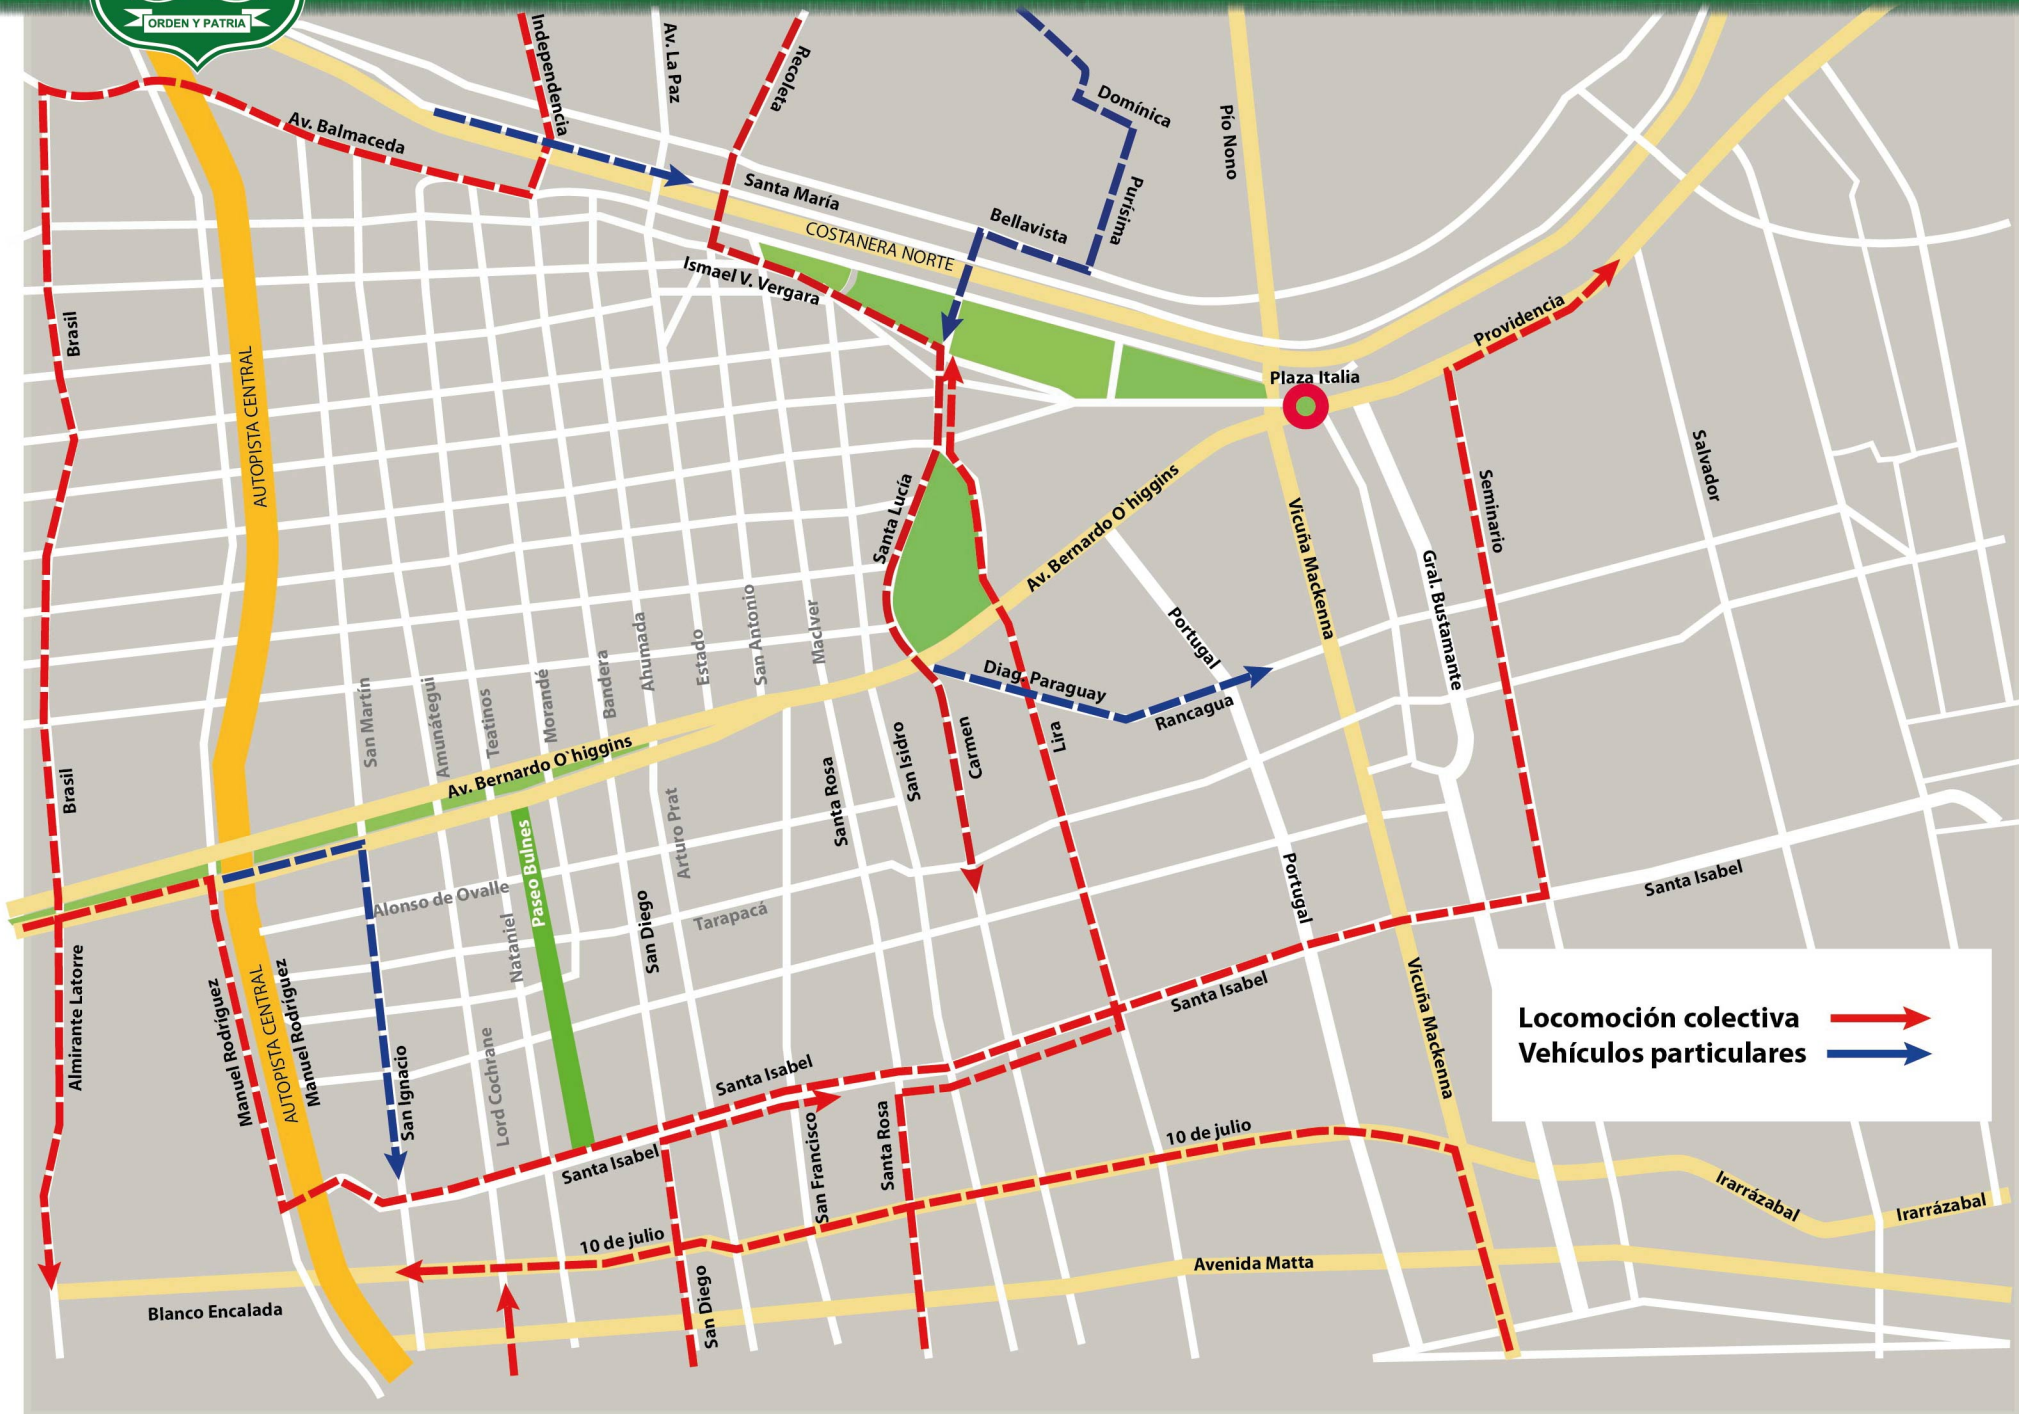 ORDEN Y PATRIA
Independencia
Av. La Paz
Recoleta
Domínica
Pío Nono
Av. Balmaceda
Santa María
Purísima
Bellavista
COSTANERA NORTE
Ismael V. Vergara
Brasil
AUTOPISTA CENTRAL
Providencia
Plaza Italia
Santa Lucía
Av. Bernardo O`higgins
Vicuña Mackenna
Seminario
Salvador
Gral. Bustamante
Portugal
San Martín
Amunátegui
Teatinos
Morandé
Bandera
Ahumada
Estado
San Antonio
MacIver
Diag. Paraguay
Rancagua
Av. Bernardo O`higgins
Brasil
Santa Rosa
San Isidro
Carmen
Lira
Arturo Prat
Paseo Bulnes
Alonso de Ovalle
Nataniel
San Diego
Tarapacá
Portugal
Santa Isabel
Almirante Latorre
Manuel Rodríguez
AUTOPISTA CENTRAL
Manuel Rodríguez
San Ignacio
Lord Cochrane
Santa Isabel
Santa Isabel
Santa Isabel
Vicuña Mackenna
Locomoción colectiva
Vehículos particulares
San Francisco
Santa Rosa
10 de julio
Irarrázabal
Irarrázabal
10 de julio
Avenida Matta
San Diego
Blanco Encalada